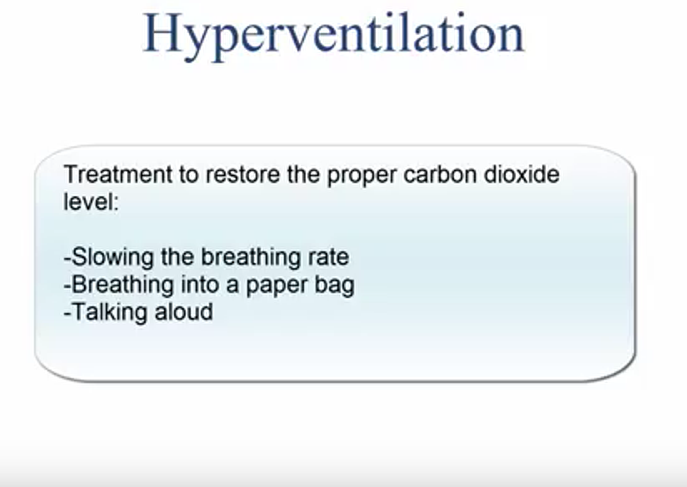 Hyperventilation
Treatment to restore the proper carbon dioxide
level:
-Slowing the breathing rate
-Breathing into a paper bag
-Talking aloud